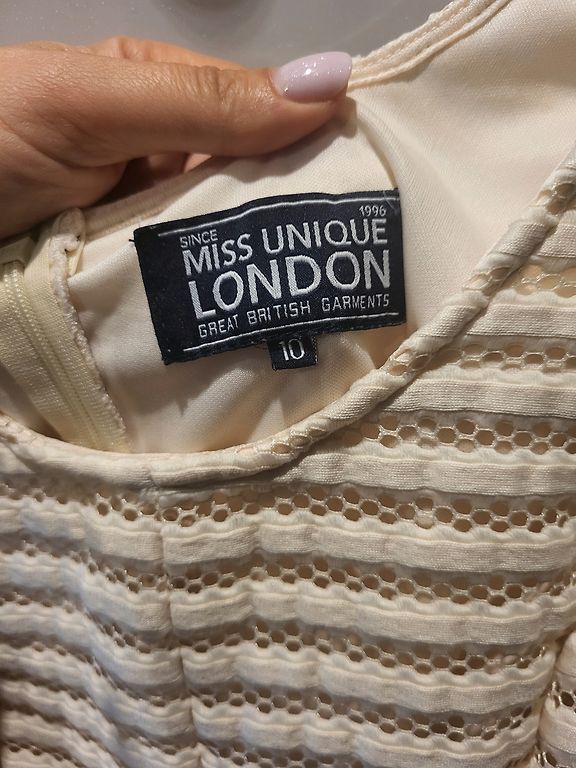 SINCE 1996
MISS UNIQUE
LONDON
GREAT BRITISH GARMENTS
10